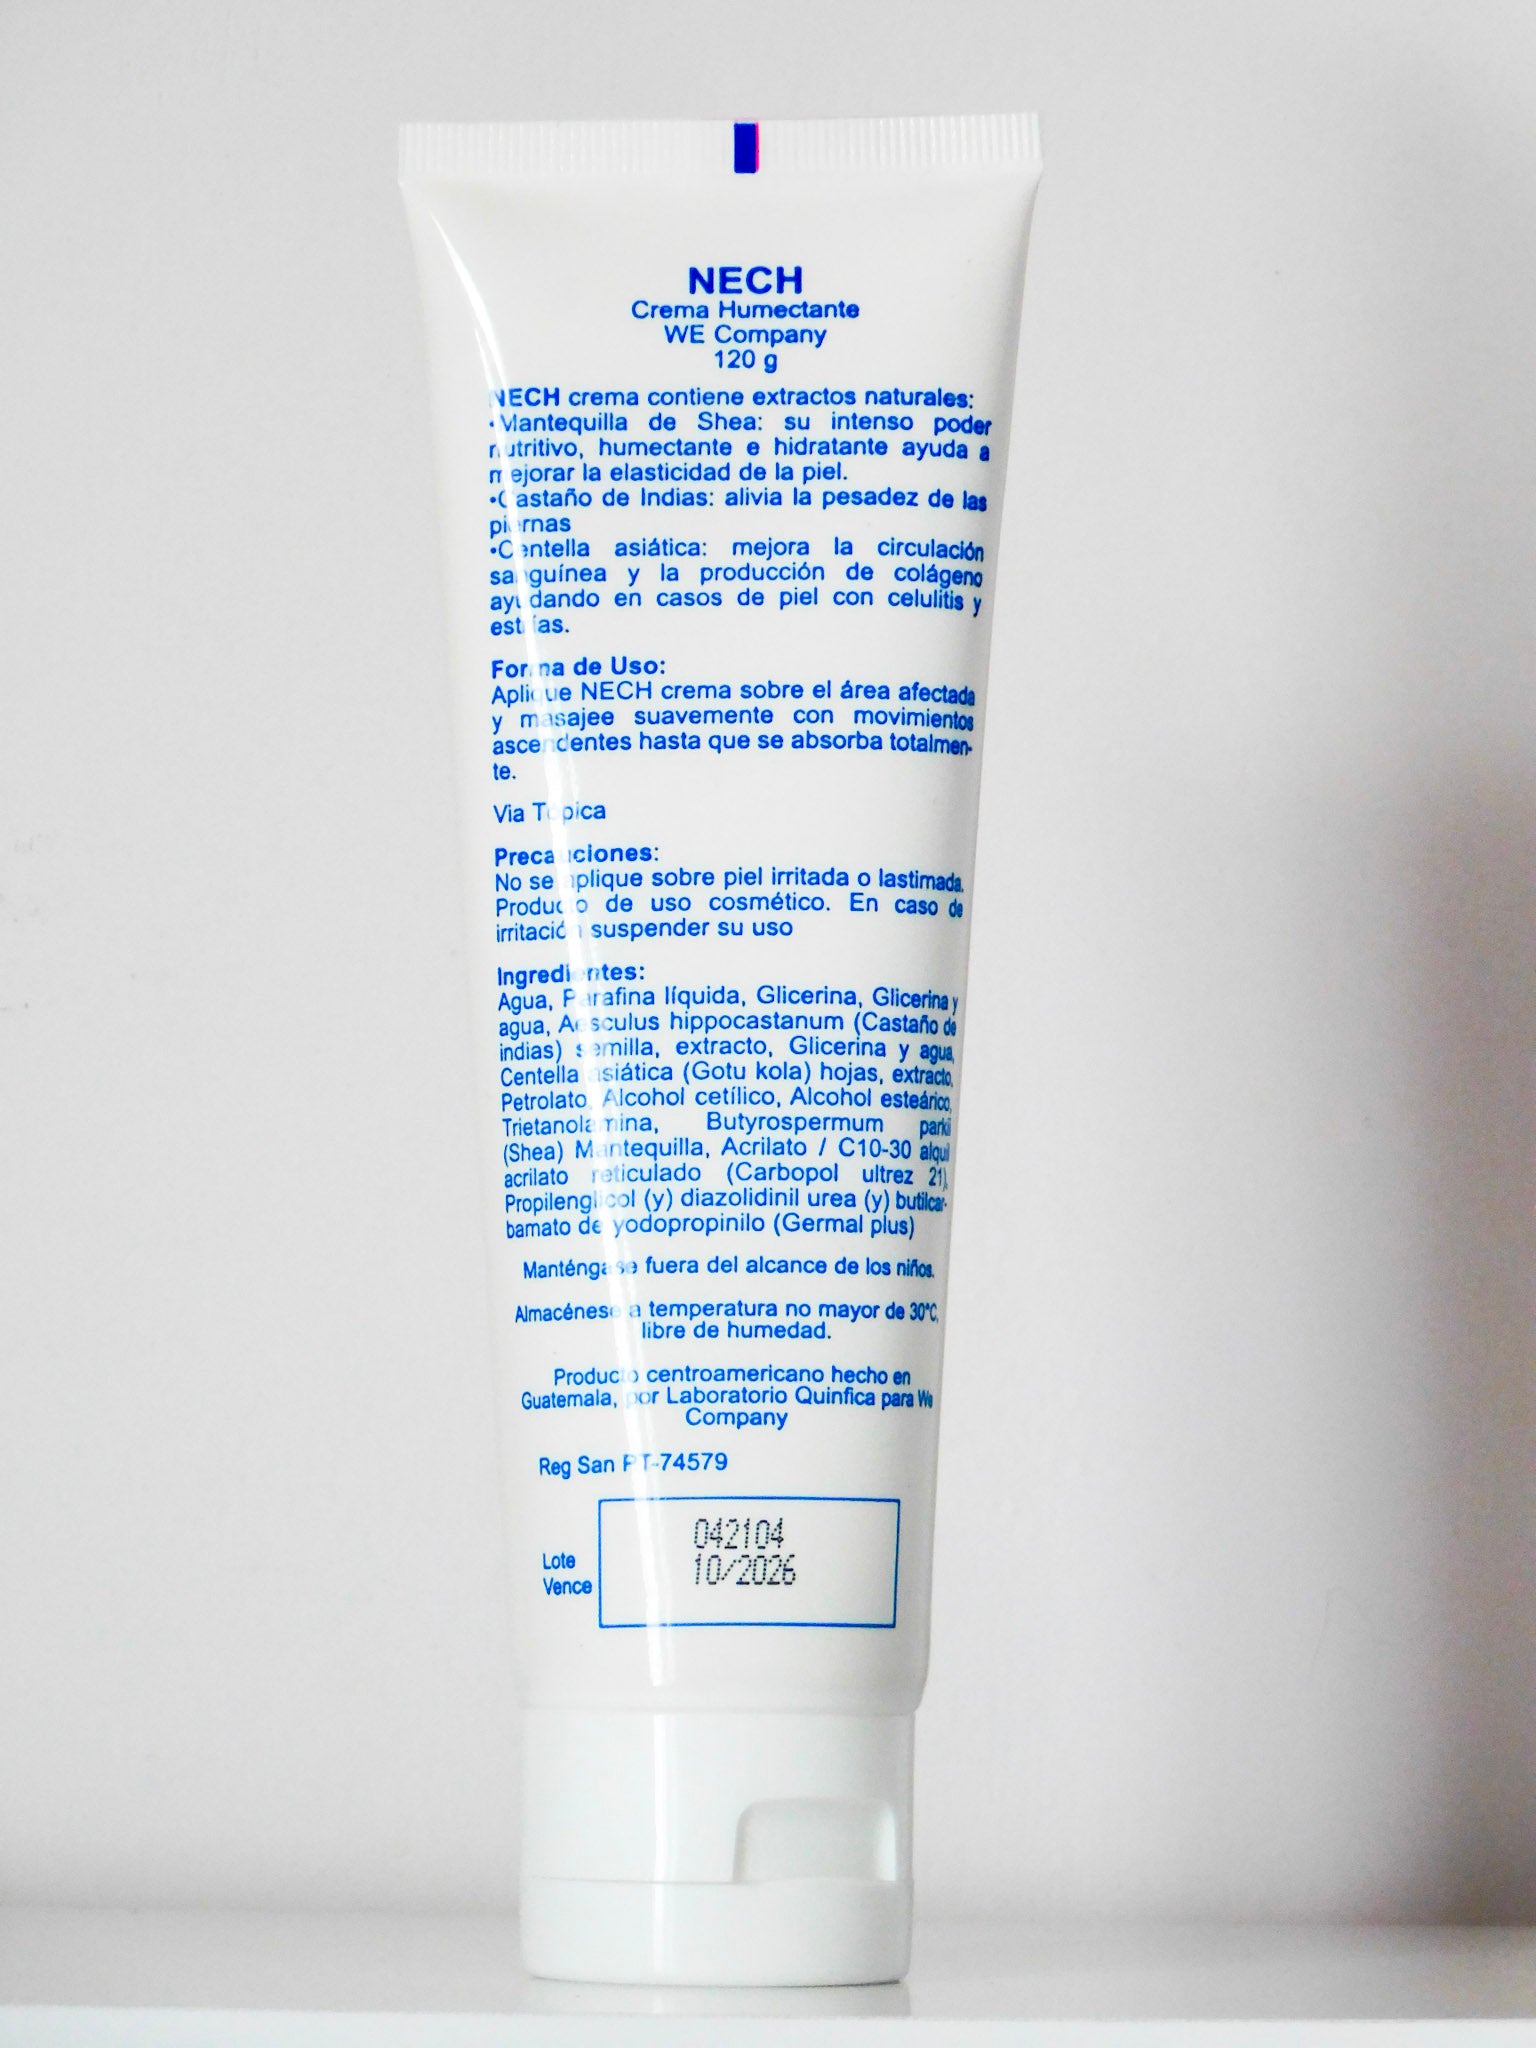 NECH
Crema Humectante
WE Company
120 g
NECH crema contiene extractos naturales:
•Mantequilla de Shea: su intenso poder
nutritivo, humectante e hidratante ayuda a
mejorar la elasticidad de la piel.
•Castaño de Indias: alivia la pesadez de las
piernas
•Centella asiática: mejora la circulación
sanguínea y la producción de colágeno
ayudando en casos de piel con celulitis y
estrías.
Forma de Uso:
Aplique NECH crema sobre el área afectada
y masajee suavemente con movimientos
ascendentes hasta que se absorba totalmen-
te.
Via Tópica
Precauciones:
No se aplique sobre piel irritada o lastimada.
Producto de uso cosmético. En caso de
irritación suspender su uso
Ingredientes:
Agua, Parafina líquida, Glicerina, Glicerina y
agua, Aesculus hippocastanum (Castaño de
indias) semilla, extracto, Glicerina y agua,
Centella asiática (Gotu kola) hojas, extracto,
Petrolato, Alcohol cetílico, Alcohol esteárico,
Trietanolamina, Butyrospermum parkii
(Shea) Mantequilla, Acrilato / C10-30 alquil
acrilato reticulado (Carbopol ultrez 21),
Propilenglicol (y) diazolidinil urea (y) butilcar-
bamato de yodopropinilo (Germal plus)
Manténgase fuera del alcance de los niños.
Almacénese a temperatura no mayor de 30°C,
libre de humedad.
Producto centroamericano hecho en
Guatemala, por Laboratorio Quinfica para We
Company
Reg San PT-74579
Lote 042104
Vence 10/2026